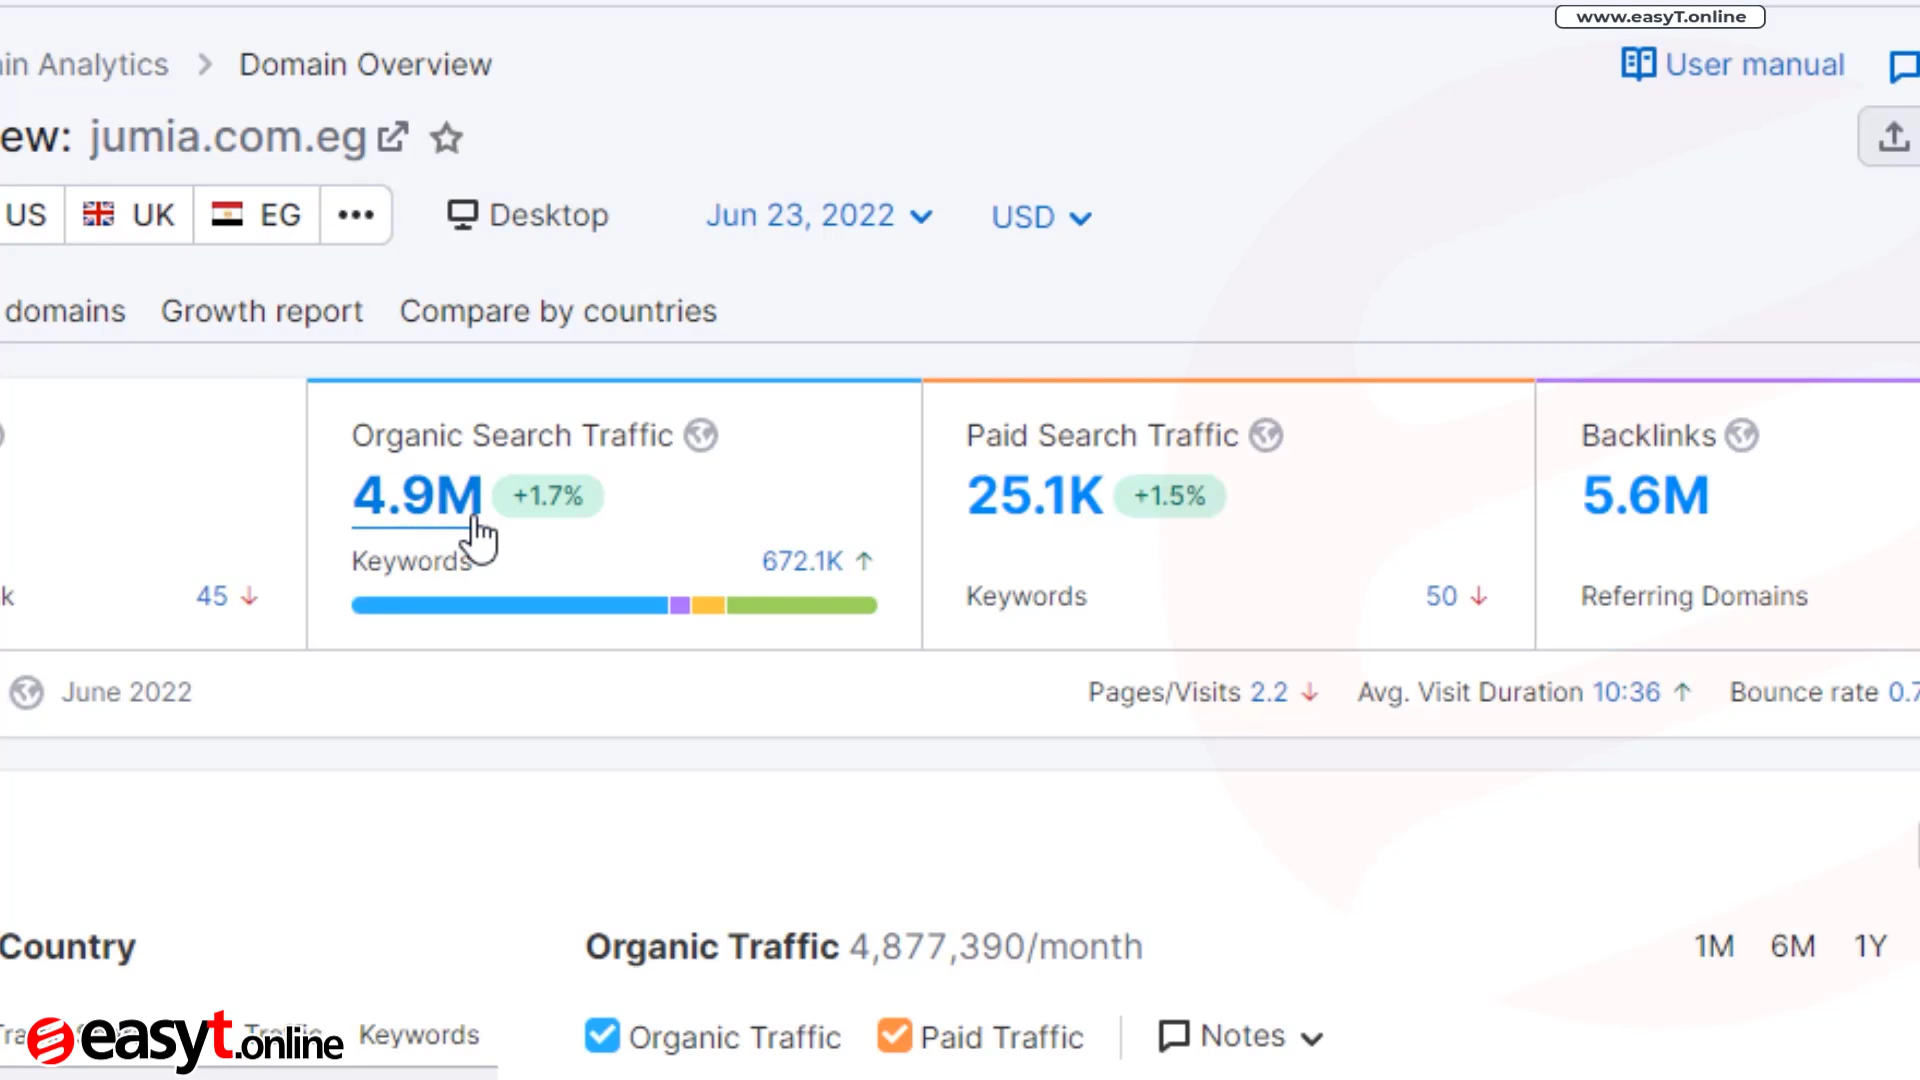 www.easyT.online
in Analytics > Domain Overview
User manual
ew: jumia.com.eg
US UK EG •••
Desktop
Jun 23, 2022
USD
domains Growth report Compare by countries
Organic Search Traffic
4.9M +1.7%
Keywords 672.1K ↑
Paid Search Traffic
25.1K +1.5%
Keywords 50 ↓
Backlinks
5.6M
Referring Domains
k 45 ↓
June 2022
Pages/Visits 2.2 ↓ Avg. Visit Duration 10:36 ↑ Bounce rate 0.7
Country
Organic Traffic 4,877,390/month
1M 6M 1Y
Keywords
Organic Traffic Paid Traffic Notes
easyt.online